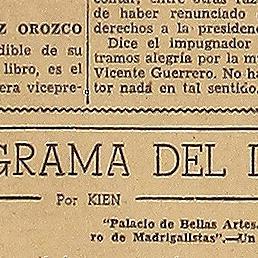 Z OROZCO
dible de su
libro, es el
era vicepre-
contar, entre otras
de haber renunciado
derechos a la presiden
Dice el impugnador
tramos alegría por la mu
Vicente Guerrero. No ha
tor nada en tal sentido.
GRAMA DEL
Por KIEN
"Palacio de Bellas Artes.
ro de Madrigalistas".—Un